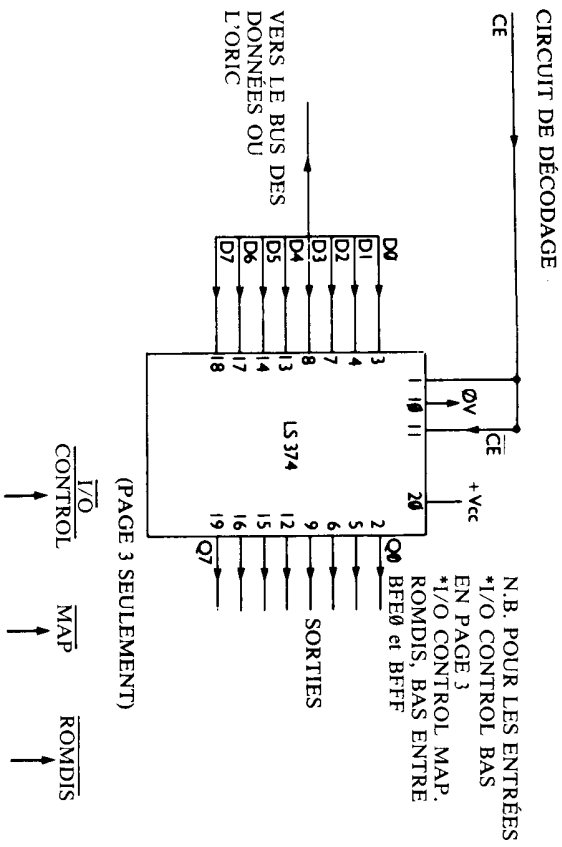 CIRCUIT DE DÉCODAGE
CE
VERS LE BUS DES
DONNÉES OU
L'ORIC
D0
D1
D2
D3
D4
D5
D6
D7
3
4
7
8
13
14
17
18
1
10
11
20
ØV
CE
+Vcc
LS 374
2
5
6
9
12
15
16
19
Q0
Q7
SORTIES
N.B. POUR LES ENTRÉES
*I/O CONTROL BAS
EN PAGE 3
*I/O CONTROL MAP.
ROMDIS, BAS ENTRE
BFEØ et BFFF
(PAGE 3 SEULEMENT)
I/O
CONTROL
MAP
ROMDIS